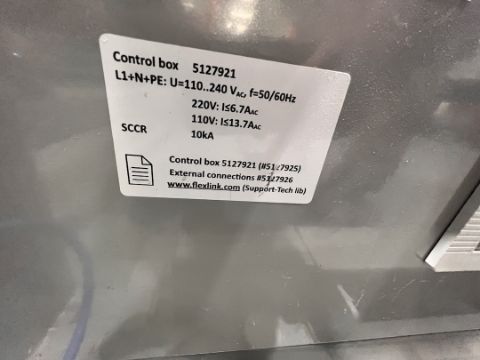 Control box 5127921
L1+N+PE: U=110..240 VAC, f=50/60Hz
220V: I≤6.7AAC
110V: I≤13.7AAC
SCCR 10kA
Control box 5127921 (#5127925)
External connections #5127926
www.flexlink.com (Support-Tech lib)